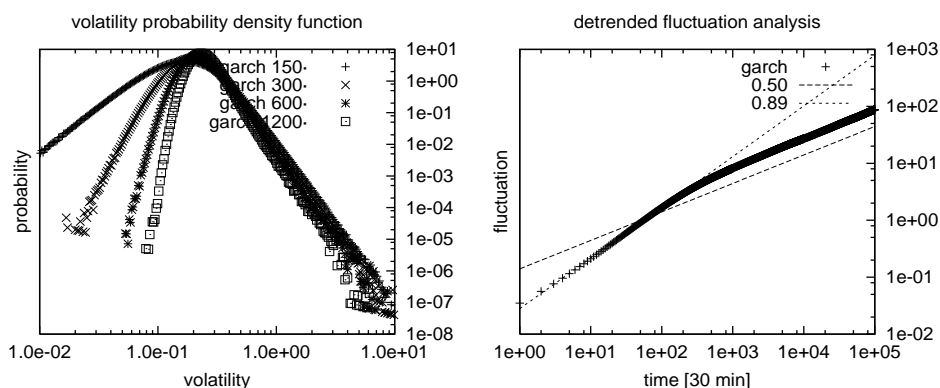 volatility probability density function
garch 150
garch 300
garch 600
garch 1200
probability
1e+01
1e+00
1e-01
1e-02
1e-03
1e-04
1e-05
1e-06
1e-07
1e-08
1.0e-02
1.0e-01
1.0e+00
1.0e+01
volatility
detrended fluctuation analysis
garch
0.50
0.89
fluctuation
1e+03
1e+02
1e+01
1e+00
1e-01
1e-02
1e+00
1e+01
1e+02
1e+03
1e+04
1e+05
time [30 min]